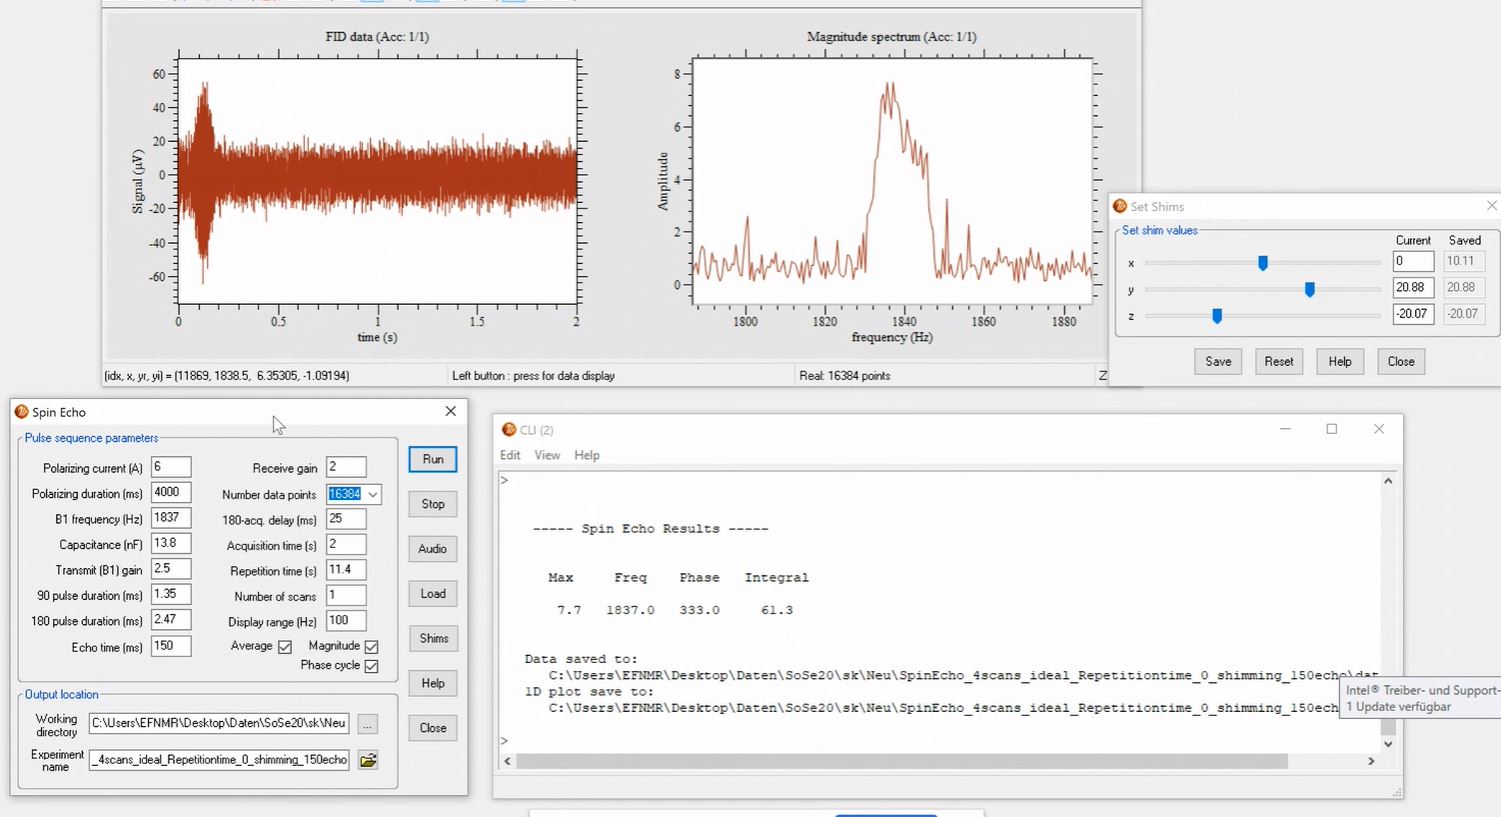 FID data (Acc: 1/1)
Signal (µV)
60
40
20
0
-20
-40
-60
0
0.5
1
1.5
2
time (s)
Magnitude spectrum (Acc: 1/1)
Amplitude
8
6
4
2
0
1800
1820
1840
1860
1880
frequency (Hz)
(idx, x, yr, yi) = (11869, 1838.5, 6.35305, -1.09194)
Left button : press for data display
Real: 16384 points
Z
Set Shims
Set shim values
Current Saved
x 0 10.11
y 20.88 20.88
z -20.07 -20.07
Save Reset Help Close
Spin Echo
Pulse sequence parameters
Polarizing current (A) 6
Polarizing duration (ms) 4000
B1 frequency (Hz) 1837
Capacitance (nF) 13.8
Transmit (B1) gain 2.5
90 pulse duration (ms) 1.35
180 pulse duration (ms) 2.47
Echo time (ms) 150
Receive gain 2
Number data points 16384
180-acq. delay (ms) 25
Acquisition time (s) 2
Repetition time (s) 11.4
Number of scans 1
Display range (Hz) 100
Average Magnitude
Phase cycle
Run
Stop
Audio
Load
Shims
Help
Close
Output location
Working directory C:\Users\EFNMR\Desktop\Daten\SoSe20\sk\Neu ...
Experiment name _4scans_ideal_Repetitiontime_0_shimming_150echo
CLI (2)
Edit View Help
>
----- Spin Echo Results -----
Max Freq Phase Integral
7.7 1837.0 333.0 61.3
Data saved to:
C:\Users\EFNMR\Desktop\Daten\SoSe20\sk\Neu\SpinEcho_4scans_ideal_Repetitiontime_0_shimming_150echo\dat
1D plot save to:
C:\Users\EFNMR\Desktop\Daten\SoSe20\sk\Neu\SpinEcho_4scans_ideal_Repetitiontime_0_shimming_150ech
>
Intel® Treiber- und Support-
1 Update verfügbar